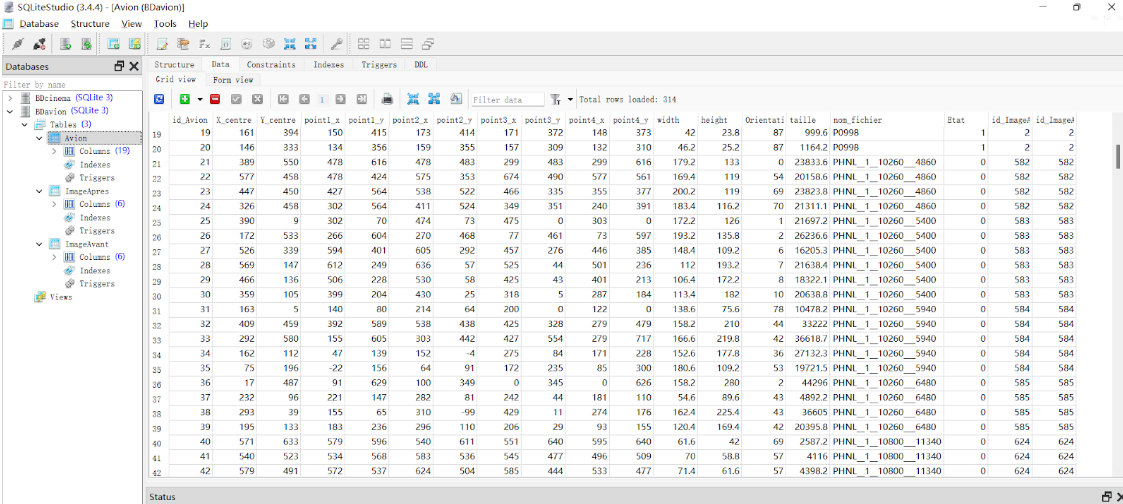 SQLiteStudio (3.4.4) - [Avion (BDavion)]
Database Structure View Tools Help
Databases
Filter by name
BDcinema (SQLite 3)
BDavion (SQLite 3)
Tables (3)
Avion
Columns (19)
Indexes
Triggers
ImageApres
Columns (6)
Indexes
Triggers
ImageAvant
Columns (6)
Indexes
Triggers
Views
Structure Data Constraints Indexes Triggers DDL
Grid view Form view
1 Filter data Total rows loaded: 314
id_Avion X_centre Y_centre point1_x point1_y point2_x point2_y point3_x point3_y point4_x point4_y width height Orientati taille nom_fichier Etat id_ImageA id_ImageA
19 19 161 394 150 415 173 414 171 372 148 373 42 23.8 87 999.6 P0998 1 2 2
20 20 146 333 134 356 159 355 157 309 132 310 46.2 25.2 87 1164.2 P0998 1 2 2
21 21 389 550 478 616 478 483 299 483 299 616 179.2 133 0 23833.6 PHNL__1__10260__4860 0 582 582
22 22 577 458 478 424 575 353 674 490 577 561 169.4 119 54 20158.6 PHNL__1__10260__4860 0 582 582
23 23 447 450 427 564 538 522 466 335 355 377 200.2 119 69 23823.8 PHNL__1__10260__4860 0 582 582
24 24 326 458 302 564 411 524 349 351 240 391 183.4 116.2 70 21311.1 PHNL__1__10260__4860 0 582 582
25 25 390 9 302 70 474 73 475 0 303 0 172.2 126 1 21697.2 PHNL__1__10260__5400 0 583 583
26 26 172 533 266 604 270 468 77 461 73 597 193.2 135.8 2 26236.6 PHNL__1__10260__5400 0 583 583
27 27 526 339 594 401 605 292 457 276 446 385 148.4 109.2 6 16205.3 PHNL__1__10260__5400 0 583 583
28 28 569 147 612 249 636 57 525 44 501 236 112 193.2 7 21638.4 PHNL__1__10260__5400 0 583 583
29 29 466 136 506 228 530 58 425 43 401 213 106.4 172.2 8 18322.1 PHNL__1__10260__5400 0 583 583
30 30 359 105 399 204 430 25 318 5 287 184 113.4 182 10 20638.8 PHNL__1__10260__5400 0 583 583
31 31 163 5 140 80 214 64 200 0 122 0 138.6 75.6 78 10478.2 PHNL__1__10260__5940 0 584 584
32 32 409 459 392 589 538 438 425 328 279 479 158.2 210 44 33222 PHNL__1__10260__5940 0 584 584
33 33 292 580 155 605 303 442 427 554 279 717 166.6 219.8 42 36618.7 PHNL__1__10260__5940 0 584 584
34 34 162 112 47 139 152 -4 275 84 171 228 152.6 177.8 36 27132.3 PHNL__1__10260__5940 0 584 584
35 35 75 196 -22 156 64 91 172 235 85 300 180.6 109.2 53 19721.5 PHNL__1__10260__5940 0 584 584
36 36 17 487 91 629 100 349 0 345 0 626 158.2 280 2 44296 PHNL__1__10260__6480 0 585 585
37 37 232 96 221 147 282 81 242 44 181 110 54.6 89.6 43 4892.2 PHNL__1__10260__6480 0 585 585
38 38 293 39 155 65 310 -99 429 11 274 176 162.4 225.4 43 36605 PHNL__1__10260__6480 0 585 585
39 39 195 133 183 236 296 110 206 29 93 155 120.4 169.4 42 20395.8 PHNL__1__10260__6480 0 585 585
40 40 571 633 579 596 540 611 551 640 595 640 61.6 42 69 2587.2 PHNL__1__10800__11340 0 624 624
41 41 540 523 534 568 583 536 545 477 496 509 70 58.8 57 4116 PHNL__1__10800__11340 0 624 624
42 42 579 491 572 537 624 504 585 444 533 477 71.4 61.6 57 4398.2 PHNL__1__10800__11340 0 624 624
Status